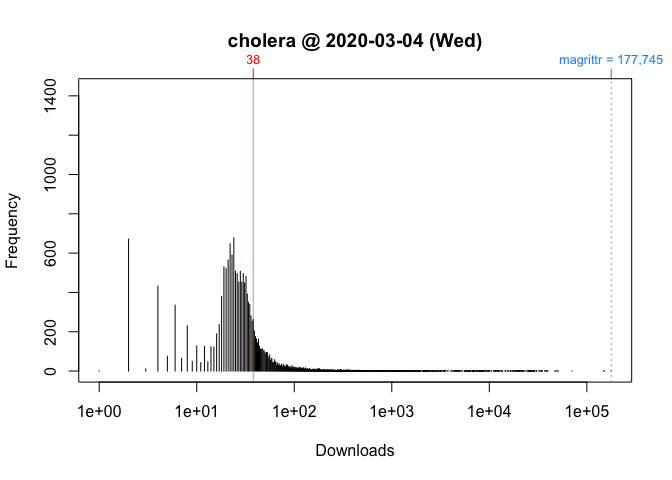 cholera @ 2020-03-04 (Wed)
38
magrittr = 177,745
1400
1000
600
200
0
Frequency
1e+00
1e+01
1e+02
1e+03
1e+04
1e+05
Downloads